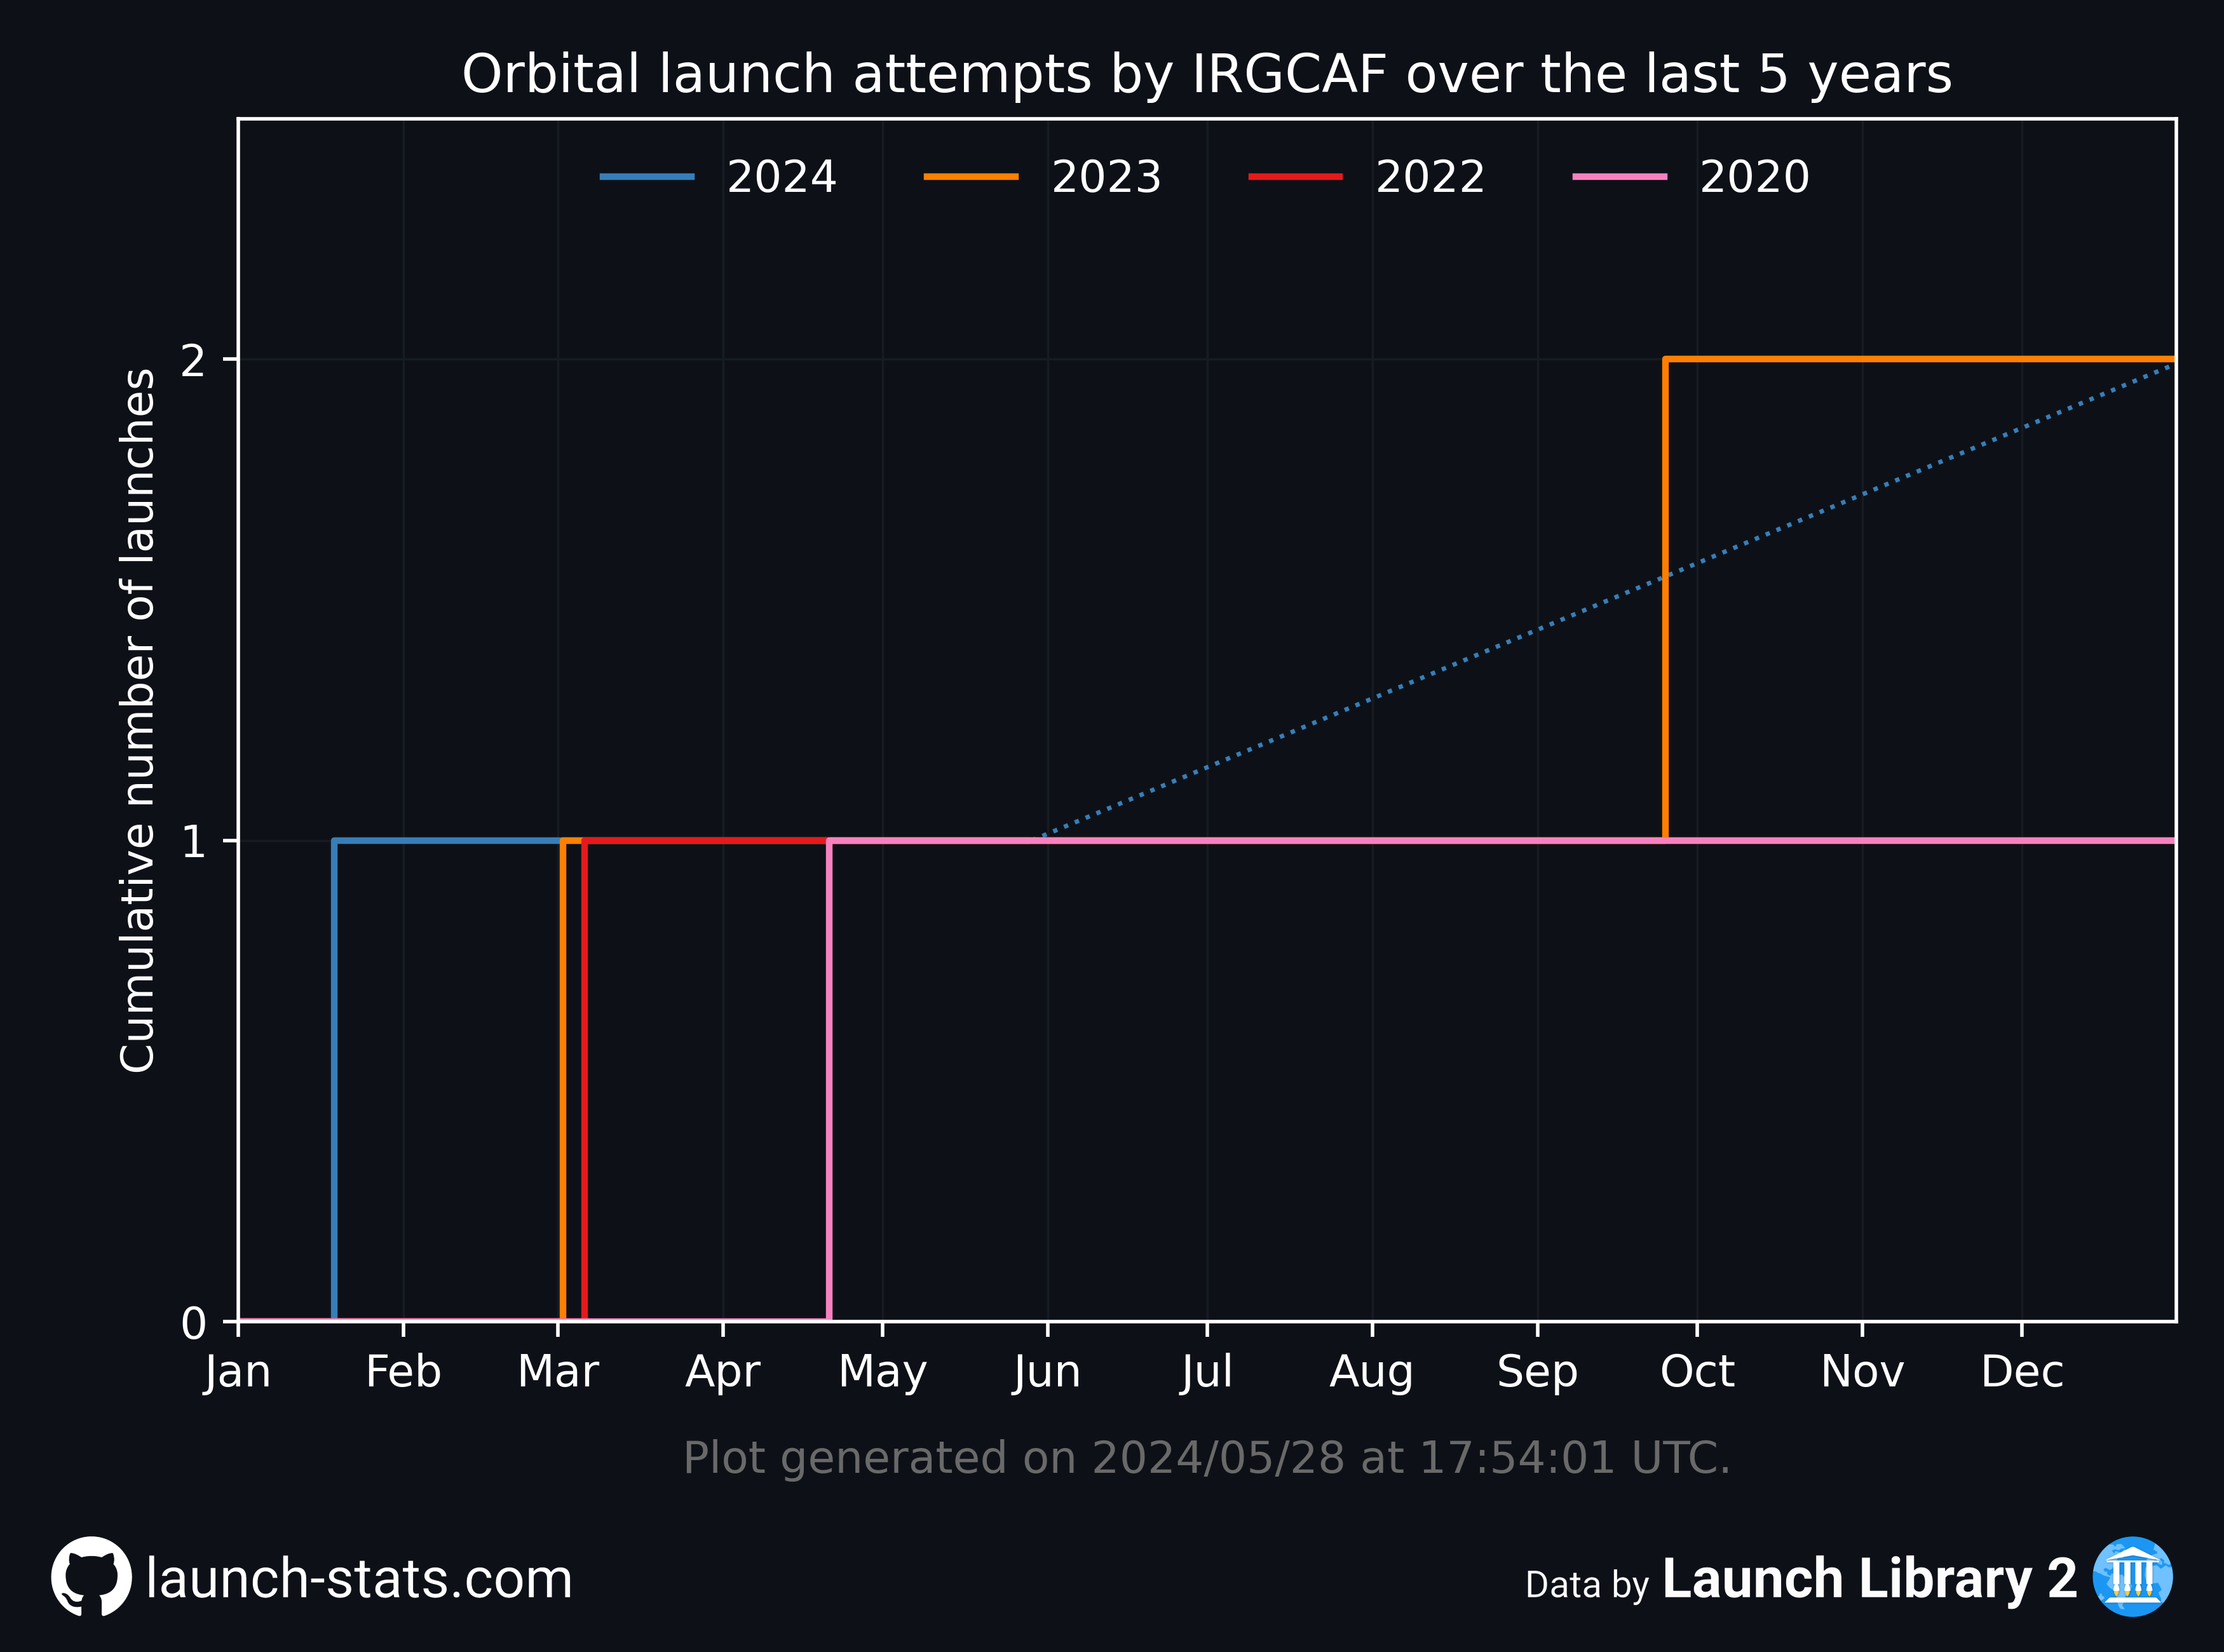 Orbital launch attempts by IRGCAF over the last 5 years
2024 2023 2022 2020
Cumulative number of launches
2
1
0
Jan Feb Mar Apr May Jun Jul Aug Sep Oct Nov Dec
Plot generated on 2024/05/28 at 17:54:01 UTC.
launch-stats.com
Data by Launch Library 2